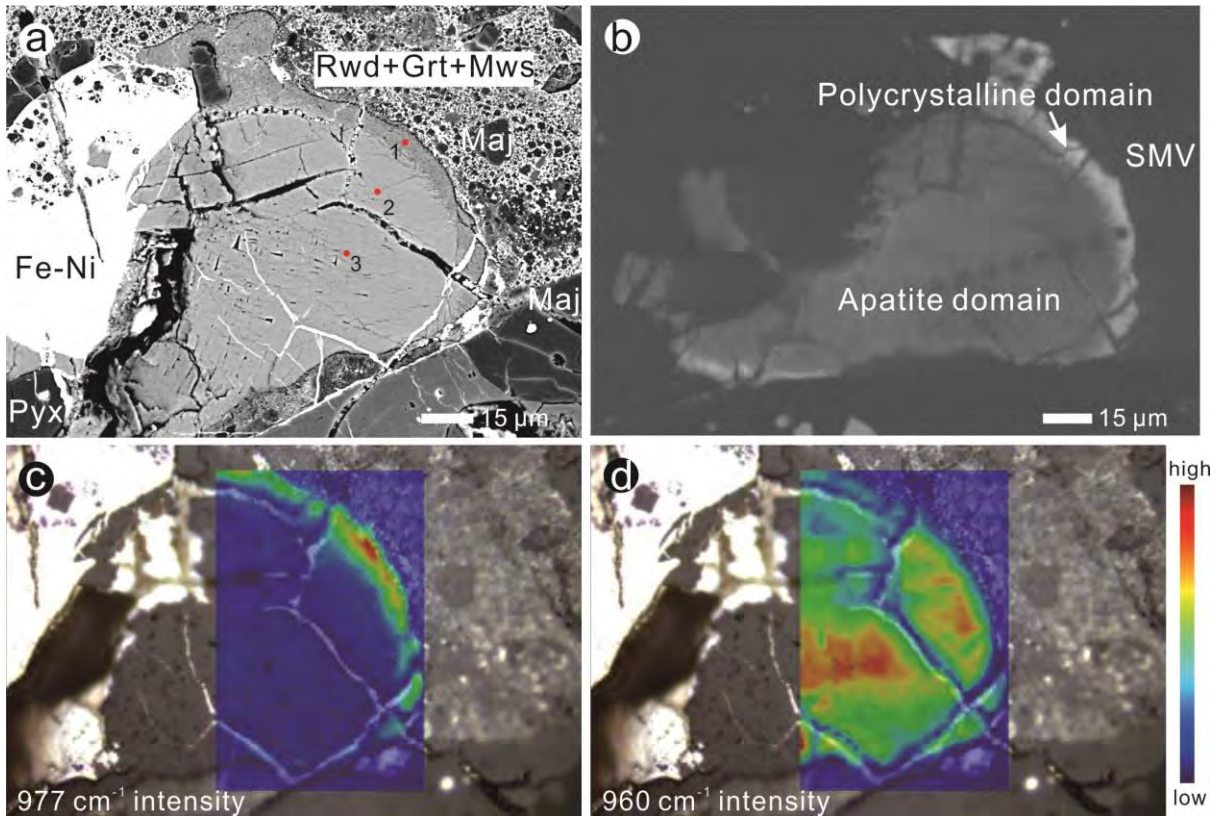 a
Rwd+Grt+Mws
1
Maj
2
3
Fe-Ni
Maj
Pyx
15 µm
b
Polycrystalline domain
SMV
Apatite domain
15 µm
c
977 cm⁻¹ intensity
d
960 cm⁻¹ intensity
high
low